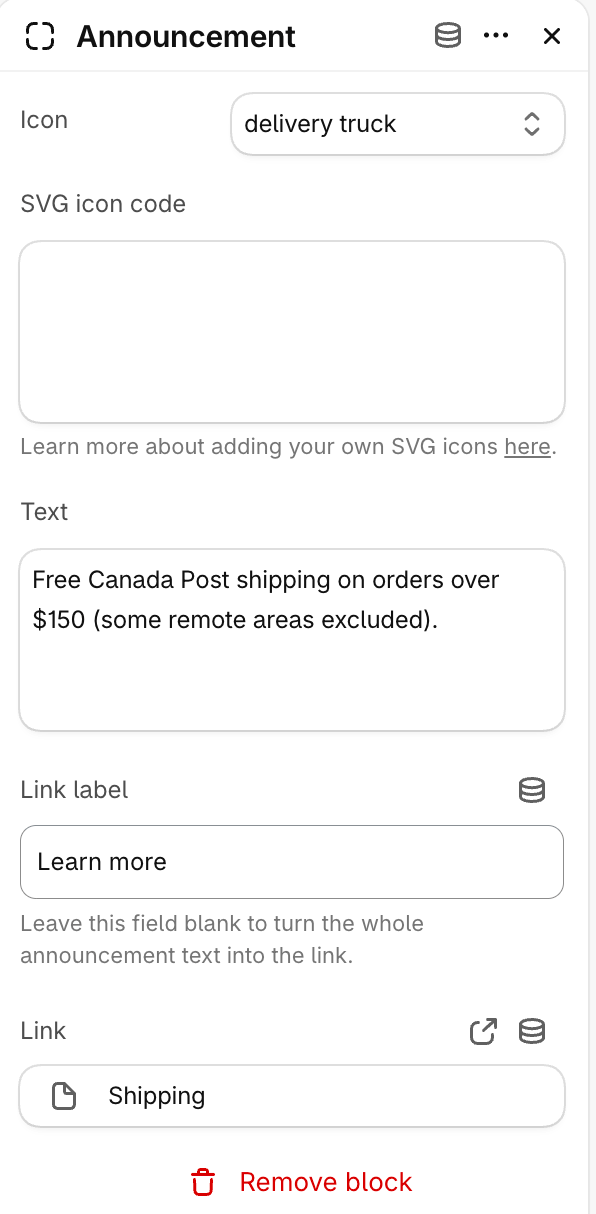 Announcement
Icon
delivery truck
SVG icon code
Learn more about adding your own SVG icons here.
Text
Free Canada Post shipping on orders over
$150 (some remote areas excluded).
Link label
Learn more
Leave this field blank to turn the whole
announcement text into the link.
Link
Shipping
Remove block